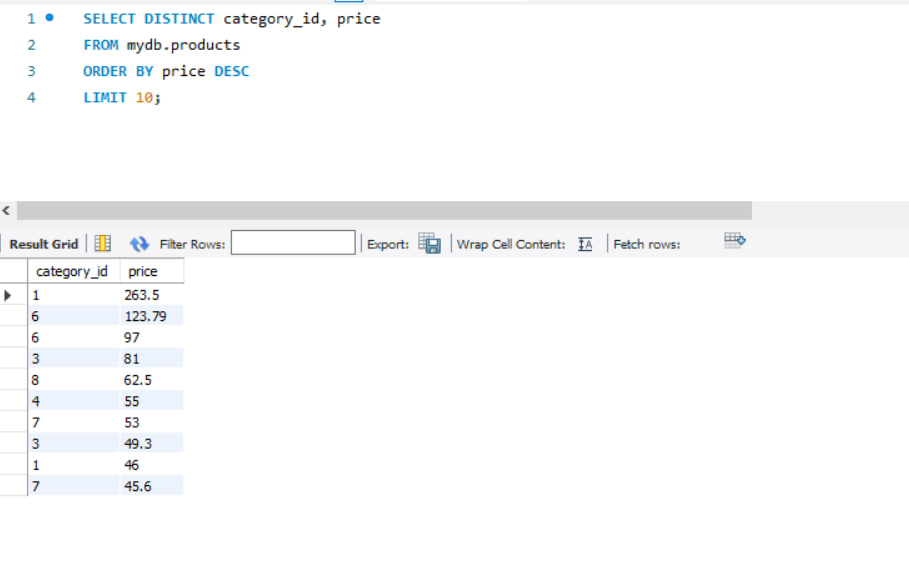 1 SELECT DISTINCT category_id, price
2 FROM mydb.products
3 ORDER BY price DESC
4 LIMIT 10;
Result Grid Filter Rows: Export: Wrap Cell Content: IA Fetch rows:
category_id price
1 263.5
6 123.79
6 97
3 81
8 62.5
4 55
7 53
3 49.3
1 46
7 45.6